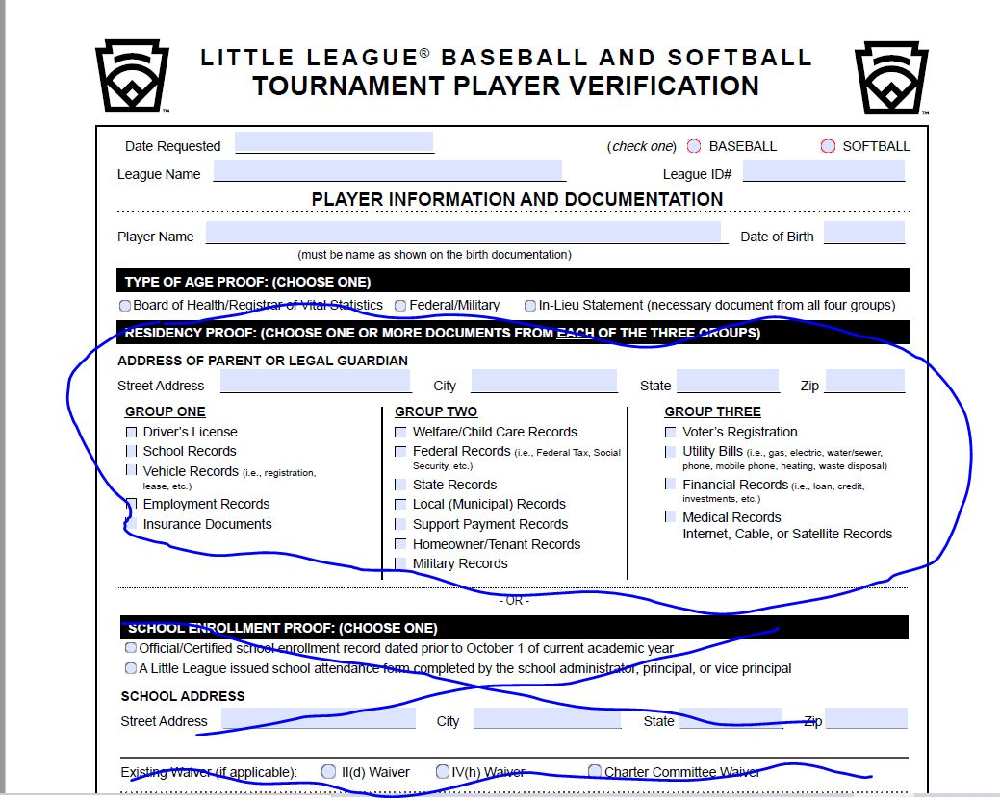 LITTLE LEAGUE® BASEBALL AND SOFTBALL
TOURNAMENT PLAYER VERIFICATION
™ ™
Date Requested (check one) BASEBALL SOFTBALL
League Name League ID#
PLAYER INFORMATION AND DOCUMENTATION
Player Name Date of Birth
(must be name as shown on the birth documentation)
TYPE OF AGE PROOF: (CHOOSE ONE)
Board of Health/Registrar of Vital Statistics Federal/Military In-Lieu Statement (necessary document from all four groups)
RESIDENCY PROOF: (CHOOSE ONE OR MORE DOCUMENTS FROM EACH OF THE THREE GROUPS)
ADDRESS OF PARENT OR LEGAL GUARDIAN
Street Address City State Zip
GROUP ONE
Driver's License
School Records
Vehicle Records (i.e., registration,
lease, etc.)
Employment Records
Insurance Documents
GROUP TWO
Welfare/Child Care Records
Federal Records (i.e., Federal Tax, Social
Security, etc.)
State Records
Local (Municipal) Records
Support Payment Records
Homeowner/Tenant Records
Military Records
GROUP THREE
Voter's Registration
Utility Bills (i.e., gas, electric, water/sewer,
phone, mobile phone, heating, waste disposal)
Financial Records (i.e., loan, credit,
investments, etc.)
Medical Records
Internet, Cable, or Satellite Records
- OR -
SCHOOL ENROLLMENT PROOF: (CHOOSE ONE)
Official/Certified school enrollment record dated prior to October 1 of current academic year
A Little League issued school attendance form completed by the school administrator, principal, or vice principal
SCHOOL ADDRESS
Street Address City State Zip
Existing Waiver (if applicable): II(d) Waiver IV(h) Waiver Charter Committee Waiver